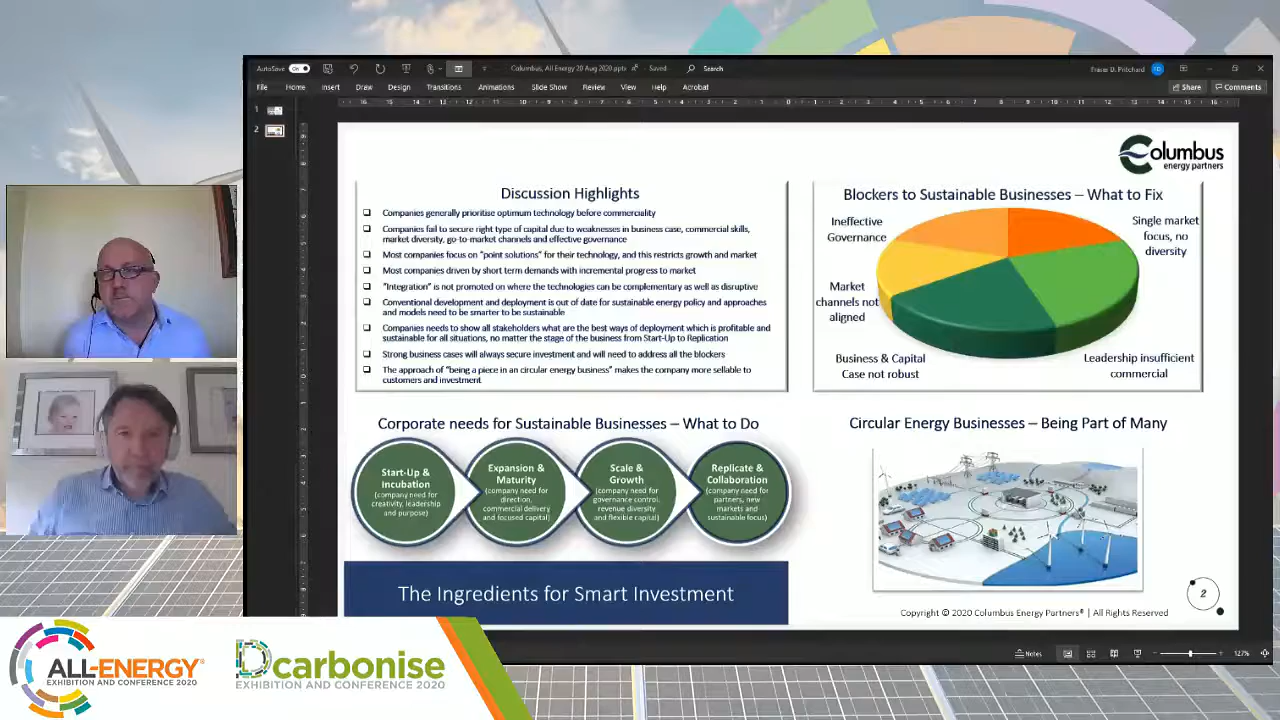 AutoSave
On
Columbus, All Energy 20 Aug 2020.pptx
Saved
Search
Fraser D. Pritchard
File
Home
Insert
Draw
Design
Transitions
Animations
Slide Show
Review
View
Help
Acrobat
Share
Comments
1
2
Columbus
energy partners
Discussion Highlights
Companies generally prioritise optimum technology before commerciality
Companies fail to secure right type of capital due to weaknesses in business case, commercial skills,
market diversity, go-to-market channels and effective governance
Most companies focus on "point solutions" for their technology, and this restricts growth and market
Most companies driven by short term demands with incremental progress to market
"Integration" is not promoted on where the technologies can be complementary as well as disruptive
Conventional development and deployment is out of date for sustainable energy policy and approaches
and models need to be smarter to be sustainable
Companies needs to show all stakeholders what are the best ways of deployment which is profitable and
sustainable for all situations, no matter the stage of the business from Start-Up to Replication
Strong business cases will always secure investment and will need to address all the blockers
The approach of "being a piece in an circular energy business" makes the company more sellable to
customers and investment
Blockers to Sustainable Businesses – What to Fix
Ineffective
Governance
Single market
focus, no
diversity
Market
channels not
aligned
Business & Capital
Case not robust
Leadership insufficient
commercial
Corporate needs for Sustainable Businesses – What to Do
Start-Up &
Incubation
(company need for
creativity, leadership
and purpose)
Expansion &
Maturity
(company need for
direction,
commercial delivery
and focused capital)
Scale &
Growth
(company need for
governance control,
revenue diversity
and flexible capital)
Replicate &
Collaboration
(company need for
partners, new
markets and
sustainable focus)
Circular Energy Businesses – Being Part of Many
The Ingredients for Smart Investment
2
Copyright © 2020 Columbus Energy Partners® | All Rights Reserved
Notes
127%
ALL-ENERGY®
EXHIBITION AND CONFERENCE 2020
Dcarbonise
EXHIBITION AND CONFERENCE 2020